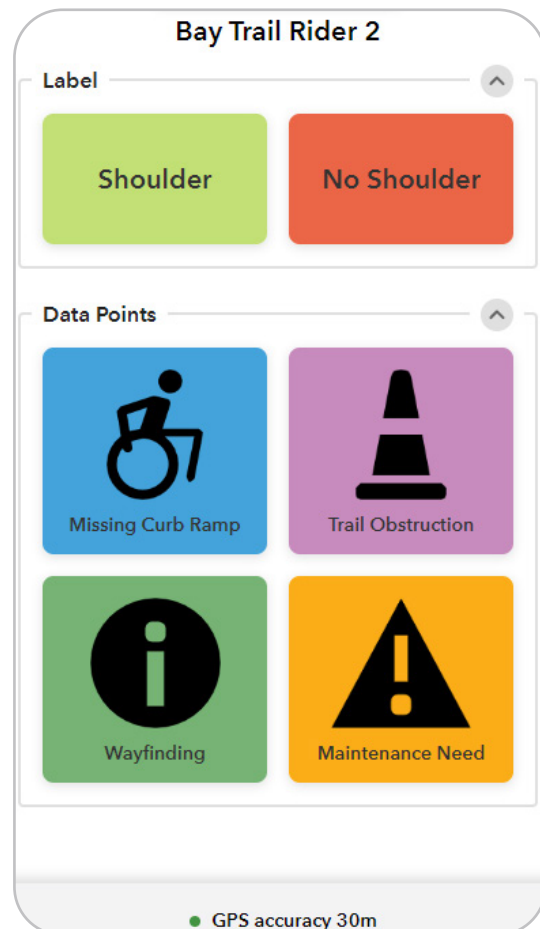 Bay Trail Rider 2
Label
Shoulder
No Shoulder
Data Points
Missing Curb Ramp
Trail Obstruction
Wayfinding
Maintenance Need
GPS accuracy 30m